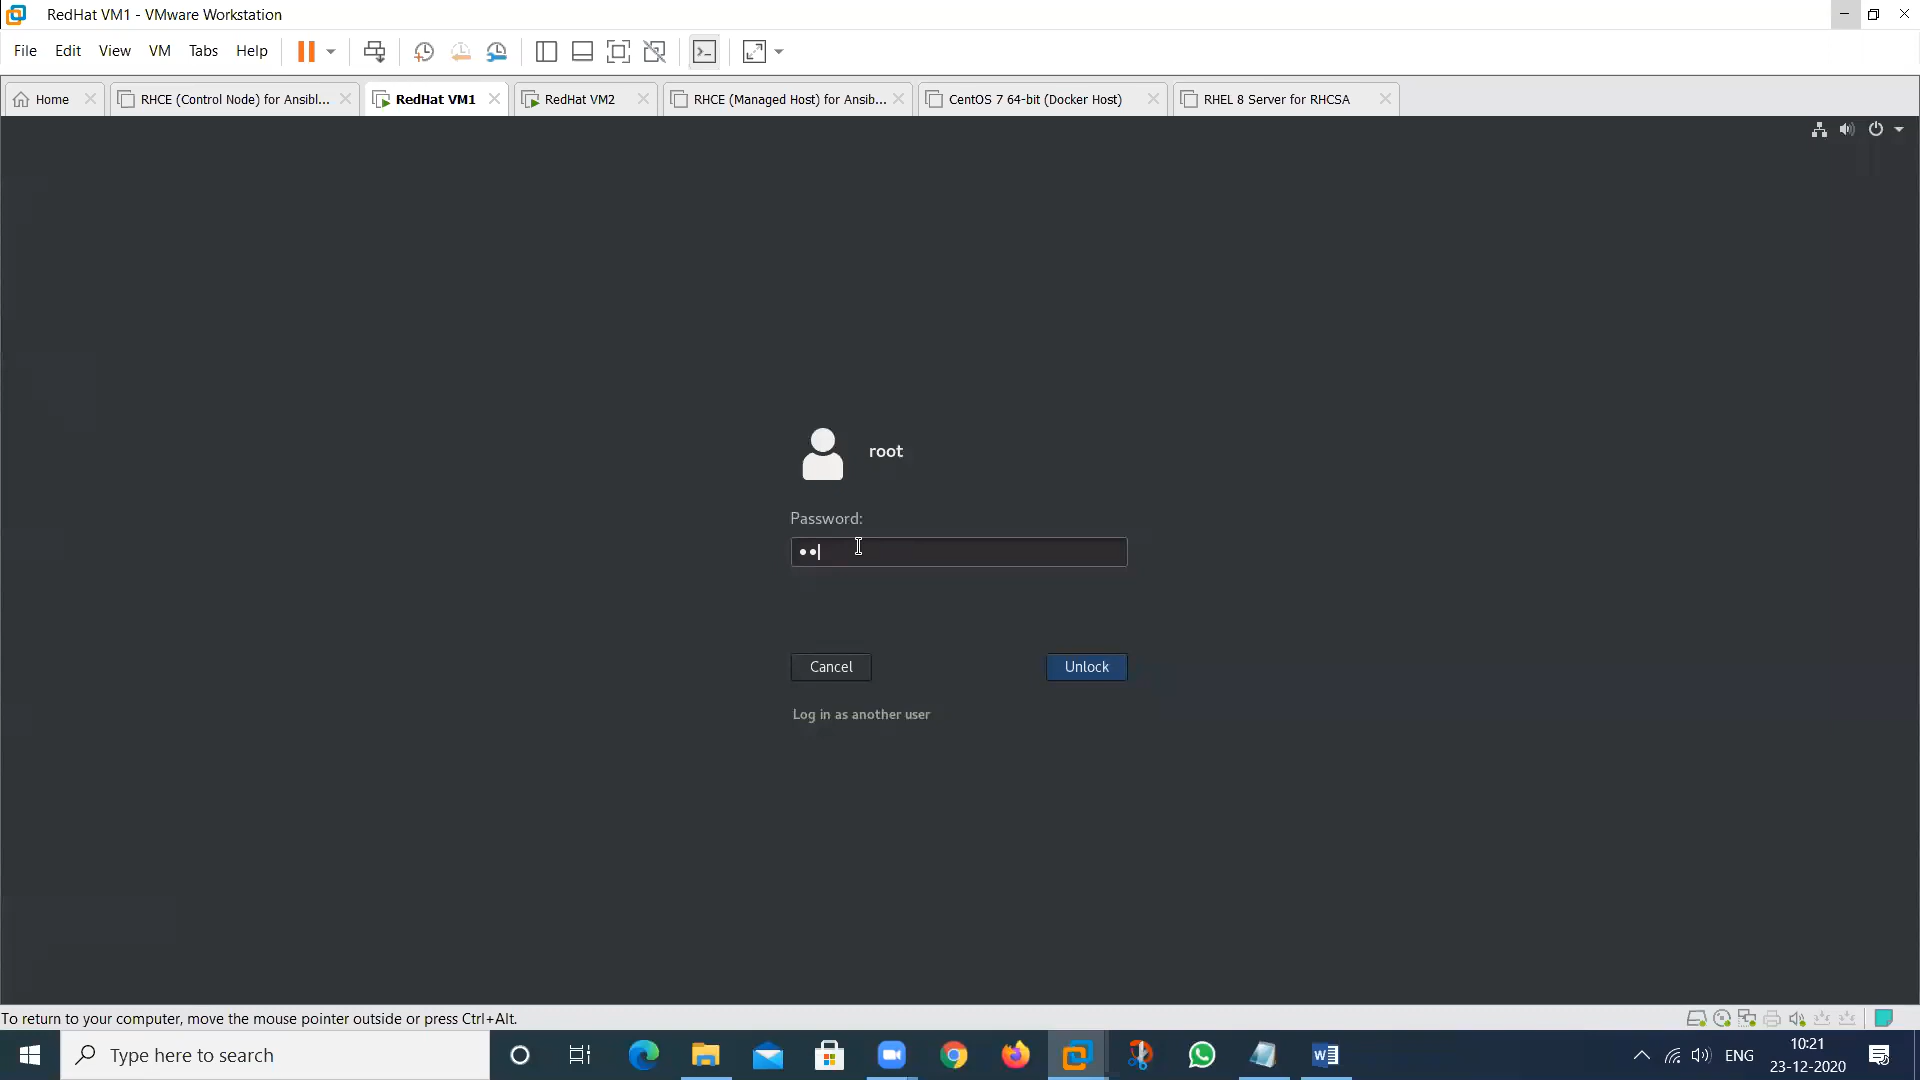 RedHat VM1 - VMware Workstation
File Edit View VM Tabs Help
Home RHCE (Control Node) for Ansibl... RedHat VM1 RedHat VM2 RHCE (Managed Host) for Ansib... CentOS 7 64-bit (Docker Host) RHEL 8 Server for RHCSA
root
Password:
Cancel Unlock
Log in as another user
To return to your computer, move the mouse pointer outside or press Ctrl+Alt.
Type here to search
ENG
10:21
23-12-2020